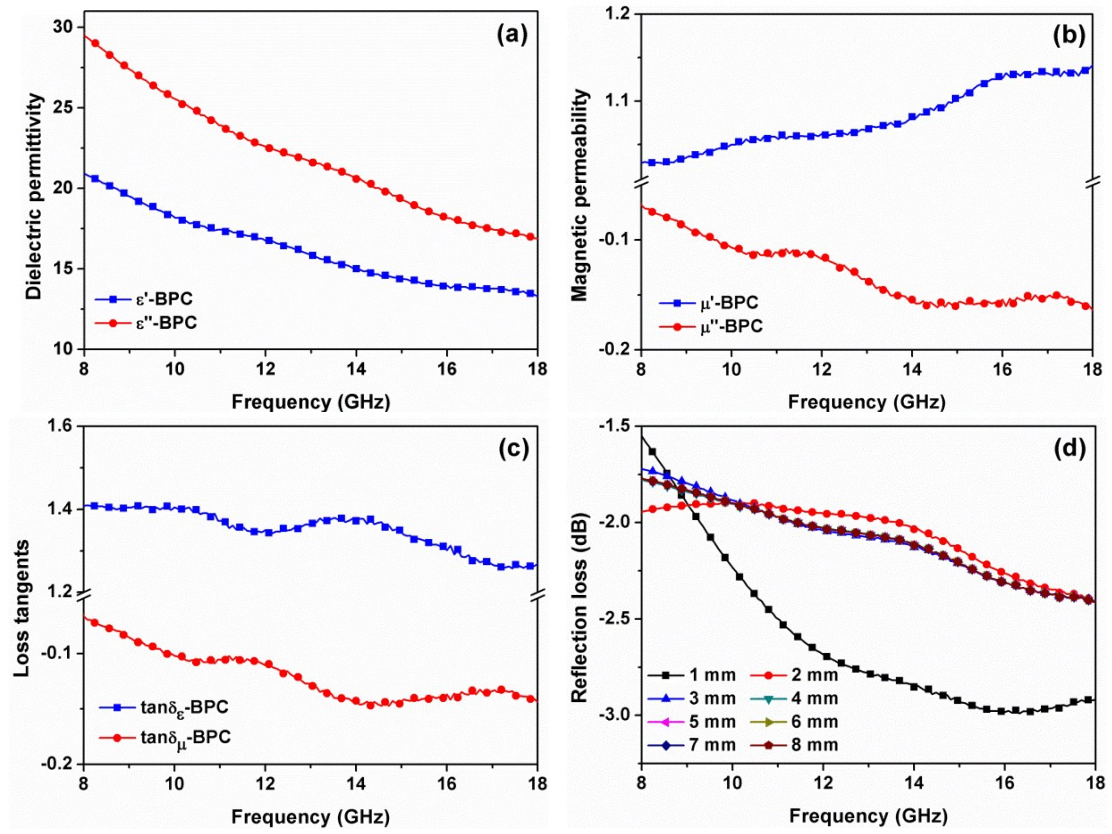 (a)
Dielectric permittivity
30
25
20
15
10
ε'-BPC
ε''-BPC
8 10 12 14 16 18
Frequency (GHz)
(b)
Magnetic permeability
1.2
1.1
-0.1
-0.2
μ'-BPC
μ''-BPC
8 10 12 14 16 18
Frequency (GHz)
(c)
Loss tangents
1.6
1.4
1.2
-0.1
-0.2
tanδε-BPC
tanδμ-BPC
8 10 12 14 16 18
Frequency (GHz)
(d)
Reflection loss (dB)
-1.5
-2.0
-2.5
-3.0
1 mm 2 mm
3 mm 4 mm
5 mm 6 mm
7 mm 8 mm
8 10 12 14 16 18
Frequency (GHz)